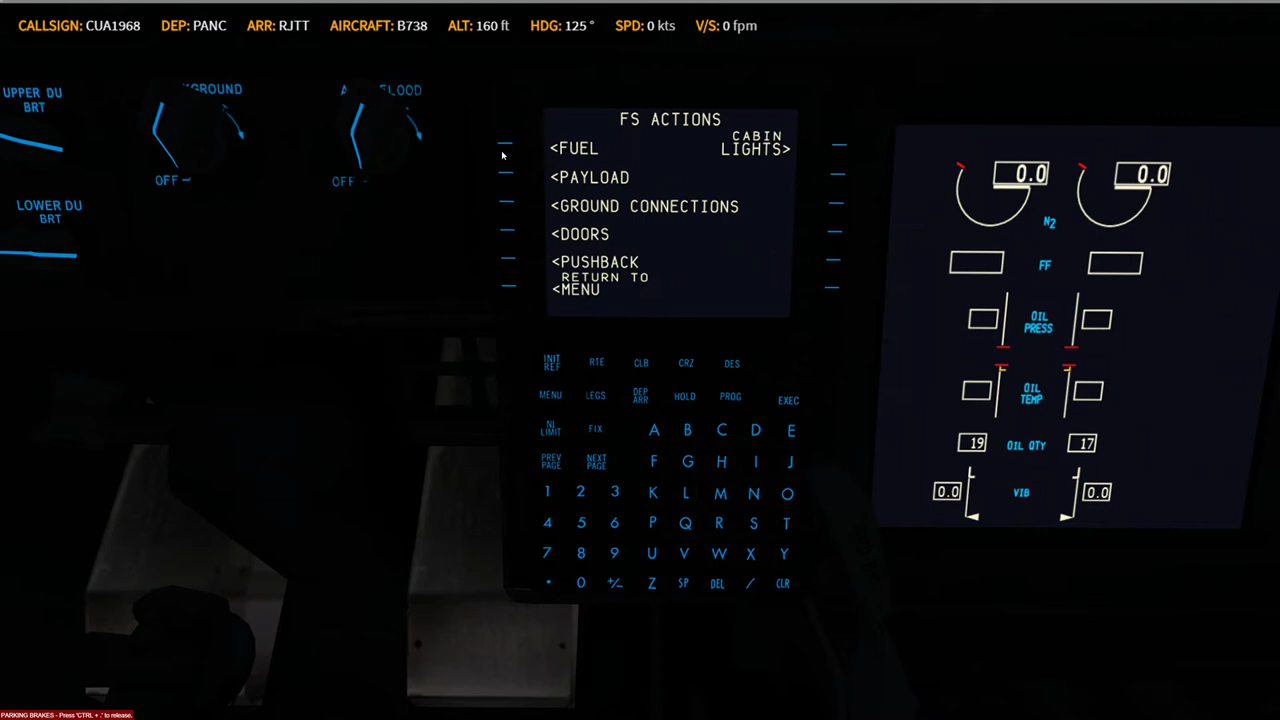 CALLSIGN: CUA1968 DEP: PANC ARR: RJTT AIRCRAFT: B738 ALT: 160 ft HDG: 125 ° SPD: 0 kts V/S: 0 fpm
UPPER DU
BRT
OFF
LOWER DU
BRT
OFF
FS ACTIONS
CABIN
<FUEL LIGHTS>
<PAYLOAD
<GROUND CONNECTIONS
<DOORS
<PUSHBACK
RETURN TO
<MENU
INIT
REF
RTE CLB CRZ DES
MENU LEGS
DEP
ARR
HOLD PROG EXEC
N1
LIMIT
FIX
PREV
PAGE
NEXT
PAGE
A B C D E
F G H I J
1 2 3 K L M N O
4 5 6 P Q R S T
7 8 9 U V W X Y
. 0 +/- Z SP DEL / CLR
0.0 0.0
N2
FF
OIL
PRESS
OIL
TEMP
19 OIL QTY 17
0.0 VIB 0.0
PARKING BRAKES - Press 'CTRL + .' to release.